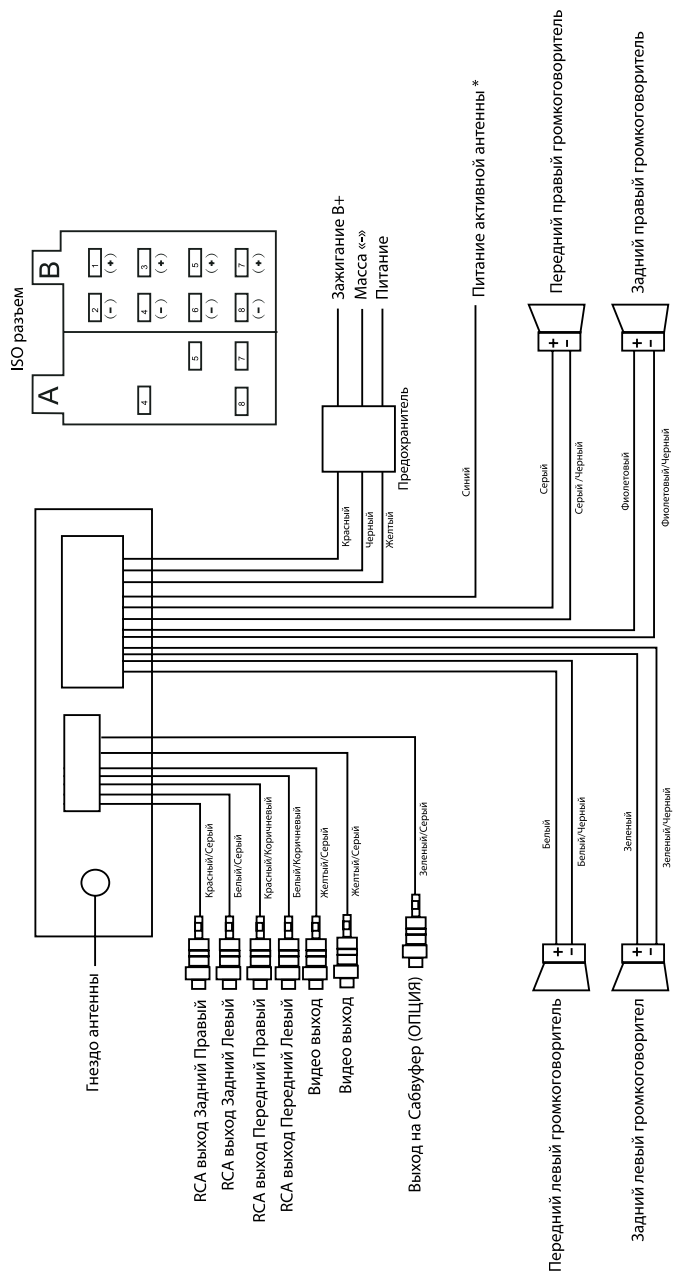 ISO разъем
A
B
2 1
(-) (+)
4 4 3
(-) (+)
5 6 5
(-) (+)
8 7 8 7
(-) (+)
Гнездо антенны
RCA выход Задний Правый
Красный/Серый
RCA выход Задний Левый
Белый/Серый
RCA выход Передний Правый
Красный/Коричневый
RCA выход Передний Левый
Белый/Коричневый
Видео выход
Желтый/Серый
Видео выход
Желтый/Серый
Выход на Сабвуфер (ОПЦИЯ)
Зеленый/Серый
Красный
Зажигание B+
Черный
Масса «-»
Желтый
Питание
Предохранитель
Синий
Питание активной антенны *
Передний левый громкоговоритель
+
-
Белый
Белый/Черный
Серый
Серый /Черный
+
-
Передний правый громкоговоритель
Задний левый громкоговорител
+
-
Зеленый
Зеленый/Черный
Фиолетовый
Фиолетовый/Черный
+
-
Задний правый громкоговоритель